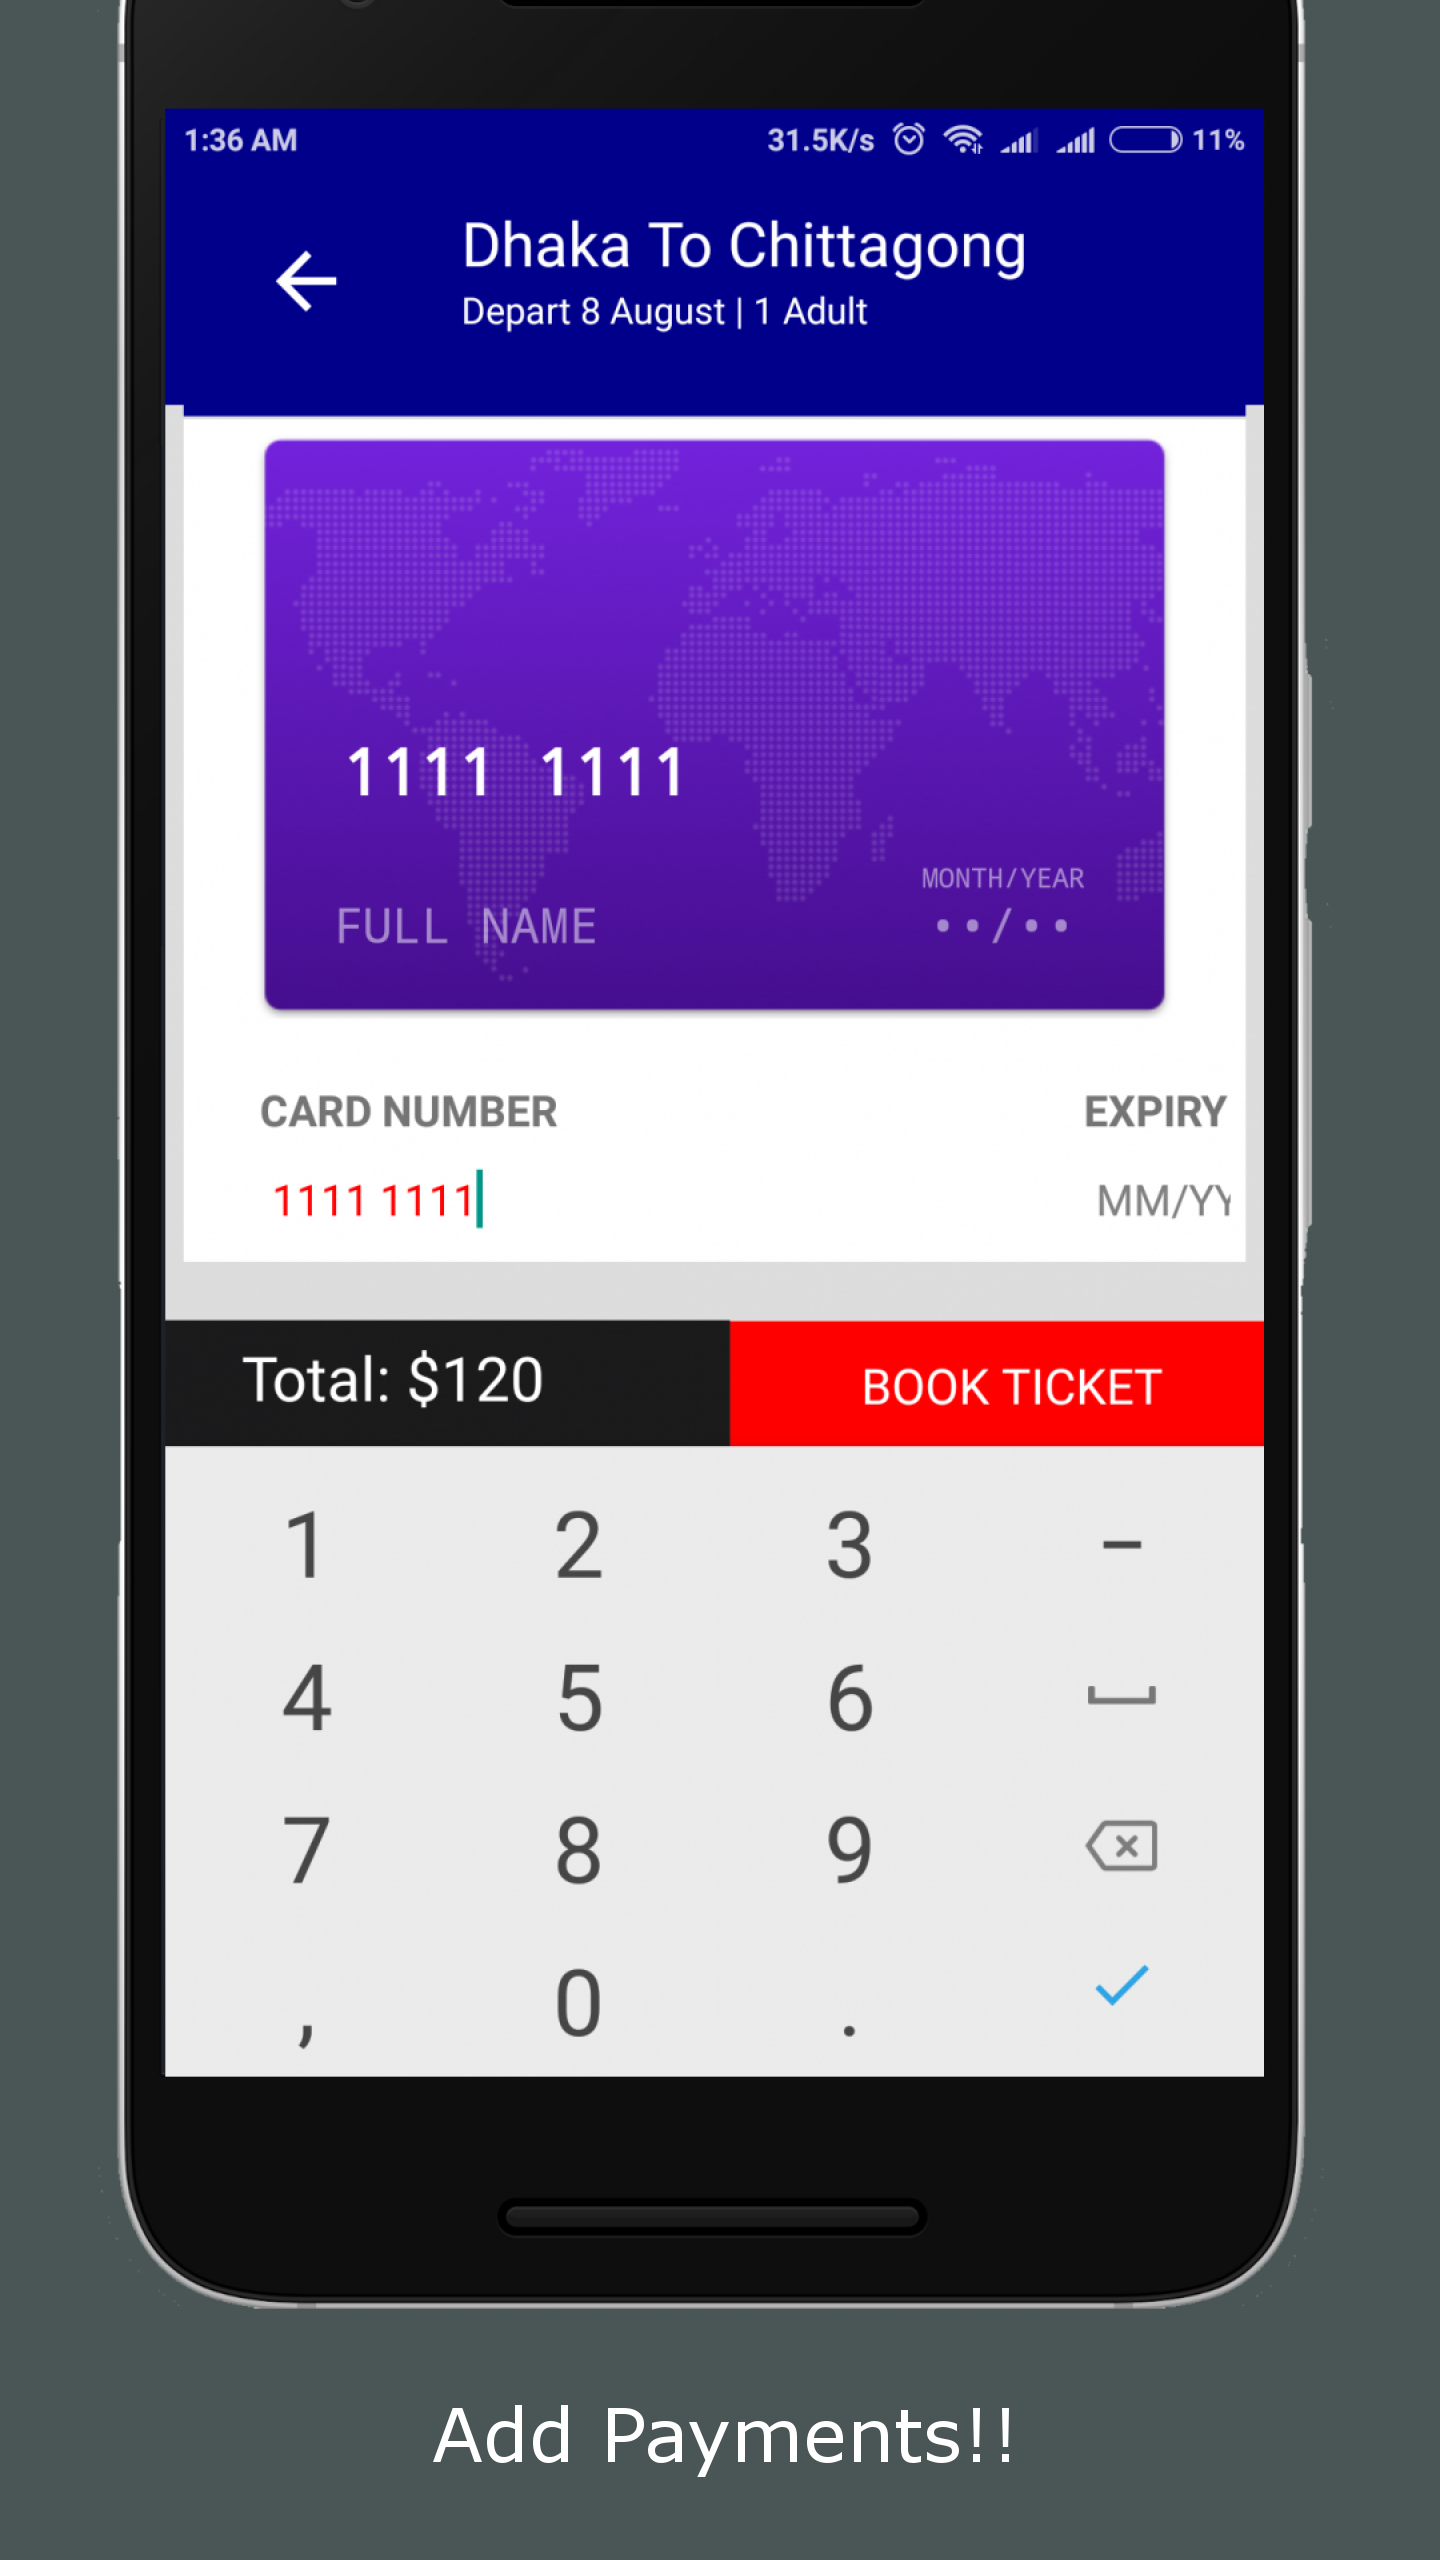 1:36 AM 31.5K/s 11%
Dhaka To Chittagong
Depart 8 August | 1 Adult
1111 1111
MONTH/YEAR
FULL NAME ••/••
CARD NUMBER EXPIRY
1111 1111 MM/YY
Total: $120 BOOK TICKET
1 2 3 –
4 5 6
7 8 9
, 0 .
Add Payments!!